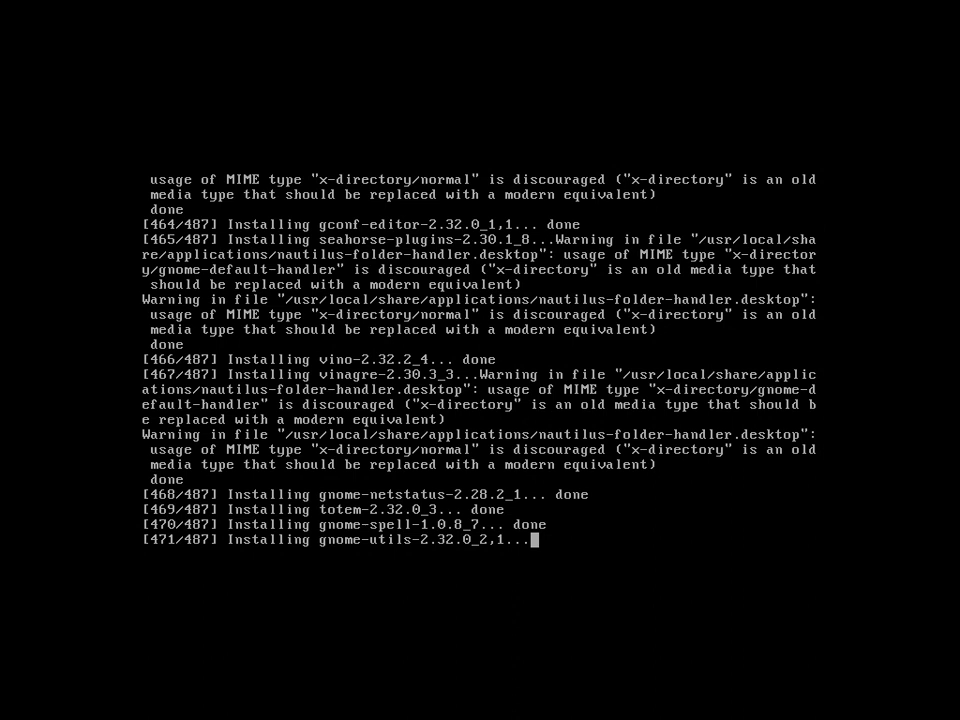 usage of MIME type "x-directory/normal" is discouraged ("x-directory" is an old
media type that should be replaced with a modern equivalent)
done
[464/487] Installing gconf-editor-2.32.0_1,1... done
[465/487] Installing seahorse-plugins-2.30.1_8...Warning in file "/usr/local/sha
re/applications/nautilus-folder-handler.desktop": usage of MIME type "x-director
y/gnome-default-handler" is discouraged ("x-directory" is an old media type that
should be replaced with a modern equivalent)
Warning in file "/usr/local/share/applications/nautilus-folder-handler.desktop":
usage of MIME type "x-directory/normal" is discouraged ("x-directory" is an old
media type that should be replaced with a modern equivalent)
done
[466/487] Installing vino-2.32.2_4... done
[467/487] Installing vinagre-2.30.3_3...Warning in file "/usr/local/share/applic
ations/nautilus-folder-handler.desktop": usage of MIME type "x-directory/gnome-d
efault-handler" is discouraged ("x-directory" is an old media type that should b
e replaced with a modern equivalent)
Warning in file "/usr/local/share/applications/nautilus-folder-handler.desktop":
usage of MIME type "x-directory/normal" is discouraged ("x-directory" is an old
media type that should be replaced with a modern equivalent)
done
[468/487] Installing gnome-netstatus-2.28.2_1... done
[469/487] Installing totem-2.32.0_3... done
[470/487] Installing gnome-spell-1.0.8_7... done
[471/487] Installing gnome-utils-2.32.0_2,1...